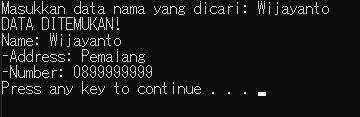 Masukkan data nama yang dicari: Wijayanto
DATA DITEMUKAN!
Name: Wijayanto
-Address: Pemalang
-Number: 0899999999
Press any key to continue . . .